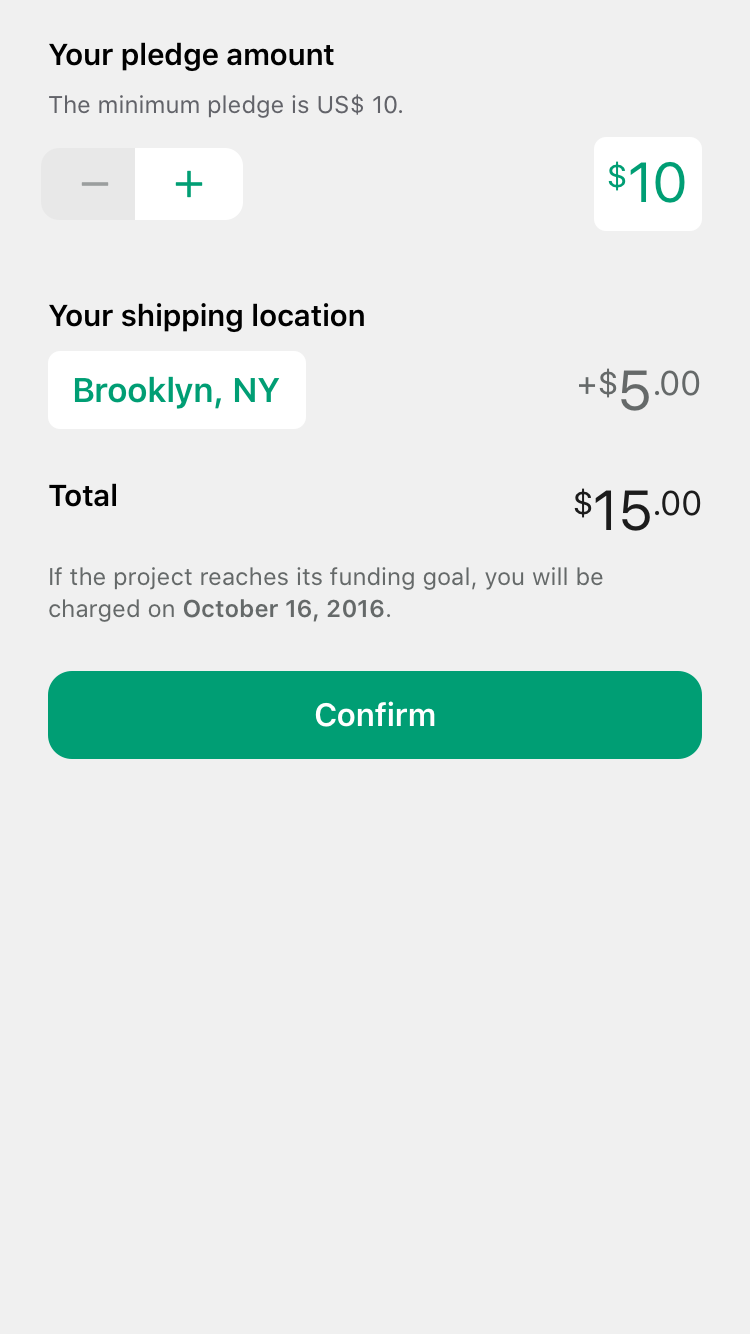 Your pledge amount
The minimum pledge is US$ 10.
− +
$10
Your shipping location
Brooklyn, NY
+$5.00
Total
$15.00
If the project reaches its funding goal, you will be
charged on October 16, 2016.
Confirm